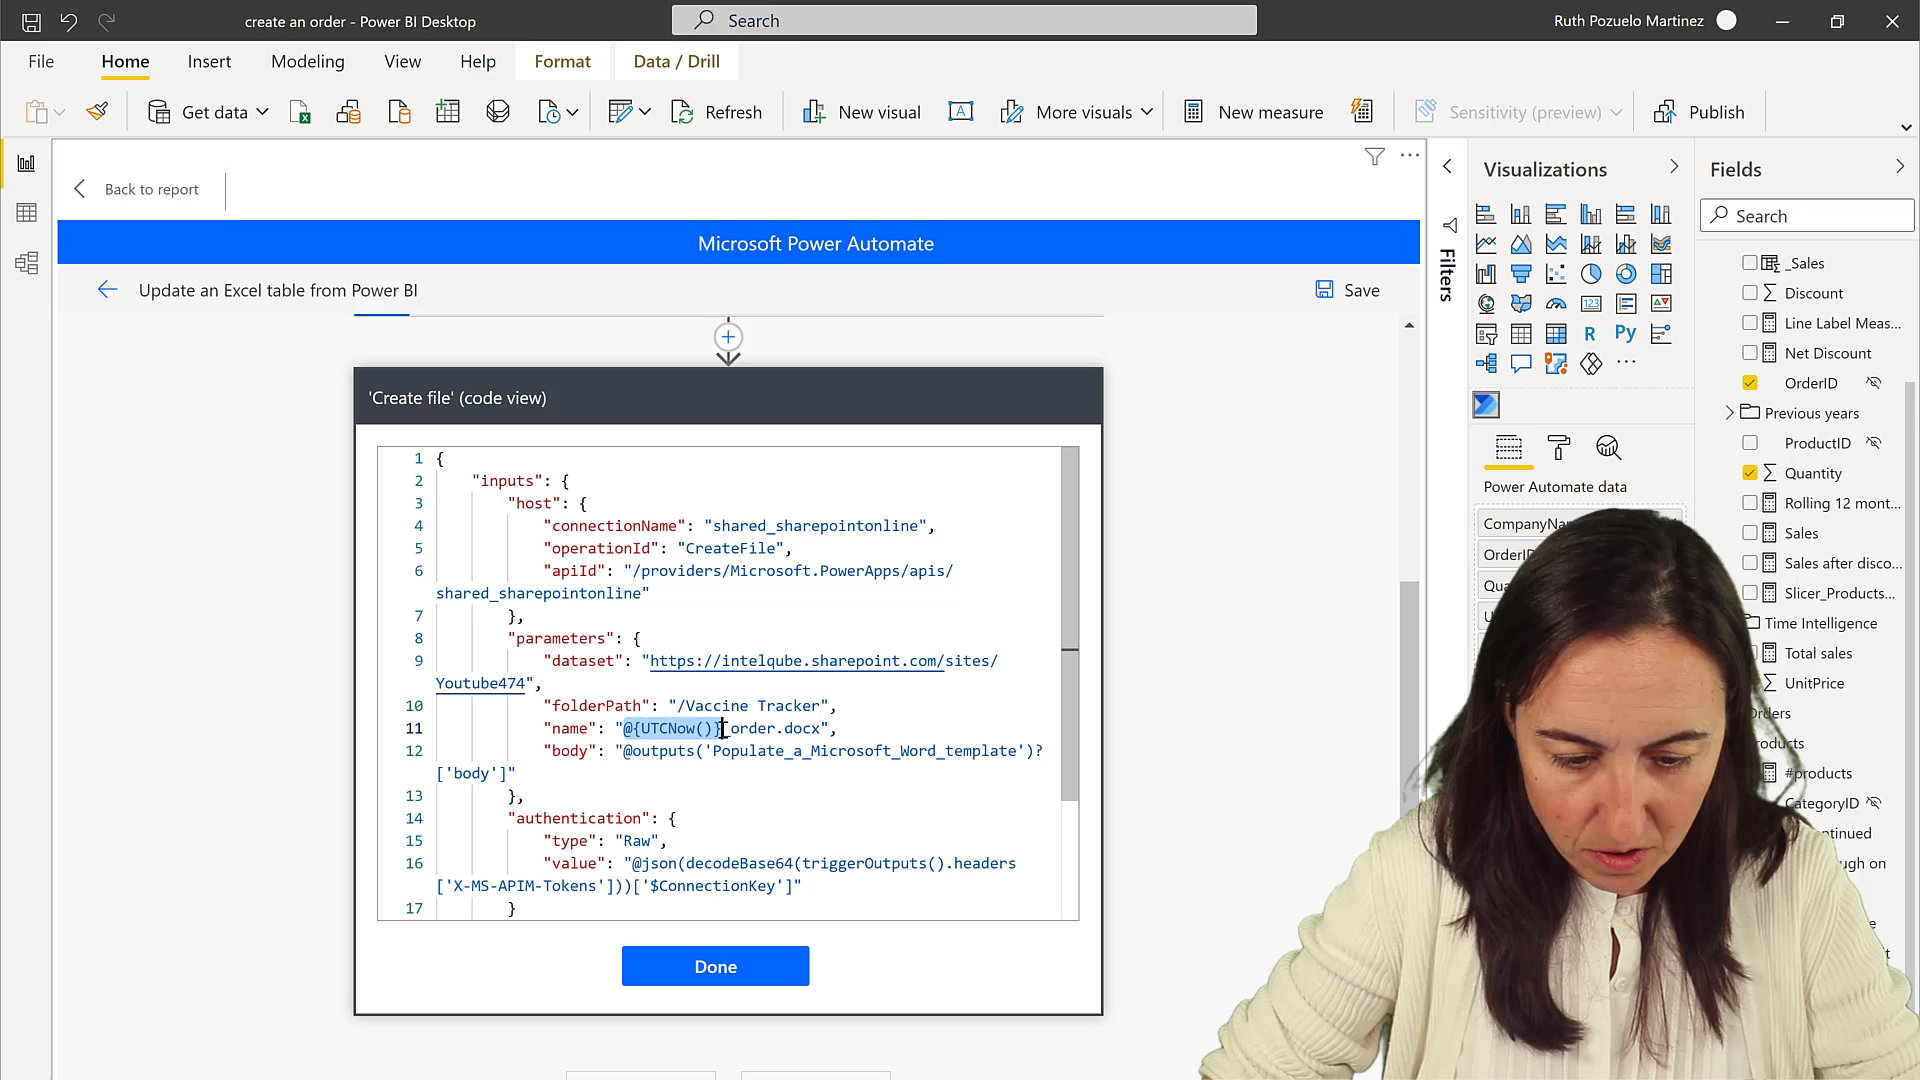 create an order - Power BI Desktop
Search
Ruth Pozuelo Martinez
File
Home
Insert
Modeling
View
Help
Format
Data / Drill
Get data
Refresh
New visual
More visuals
New measure
Sensitivity (preview)
Publish
Back to report
Microsoft Power Automate
Update an Excel table from Power BI
Save
'Create file' (code view)
1 {
2 "inputs": {
3 "host": {
4 "connectionName": "shared_sharepointonline",
5 "operationId": "CreateFile",
6 "apiId": "/providers/Microsoft.PowerApps/apis/
shared_sharepointonline"
7 },
8 "parameters": {
9 "dataset": "https://intelqube.sharepoint.com/sites/
Youtube474",
10 "folderPath": "/Vaccine Tracker",
11 "name": "@{UTCNow()}_order.docx",
12 "body": "@outputs('Populate_a_Microsoft_Word_template')?
['body']"
13 },
14 "authentication": {
15 "type": "Raw",
16 "value": "@json(decodeBase64(triggerOutputs().headers
['X-MS-APIM-Tokens']))['$ConnectionKey']"
17 }
Done
Filters
Visualizations
R
Py
123
Power Automate data
Fields
Search
_Sales
Discount
Line Label Meas...
Net Discount
OrderID
Previous years
ProductID
Quantity
Rolling 12 mont...
Sales
Sales after disco...
Slicer_Products...
Time Intelligence
Total sales
UnitPrice
#products
CategoryID